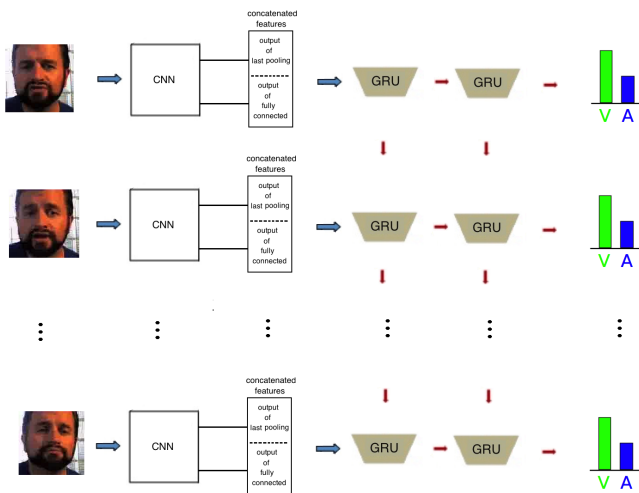 concatenated
features
output
of
last pooling
output
of
fully
connected
CNN
GRU
GRU
V A
concatenated
features
output
of
last pooling
output
of
fully
connected
CNN
GRU
GRU
V A
concatenated
features
output
of
last pooling
output
of
fully
connected
CNN
GRU
GRU
V A